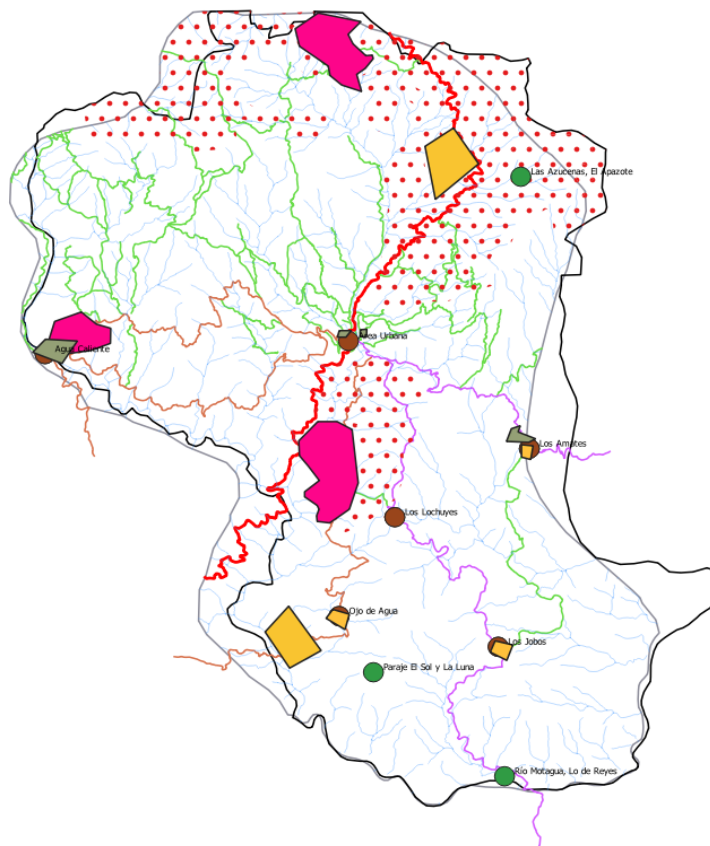 Las Azucenas, El Apazote
Area Urbana
Agua Caliente
Los Amates
Los Lochuyes
Ojo de Agua
Los Jobos
Paraje El Sol y La Luna
Río Motagua, Lo de Reyes